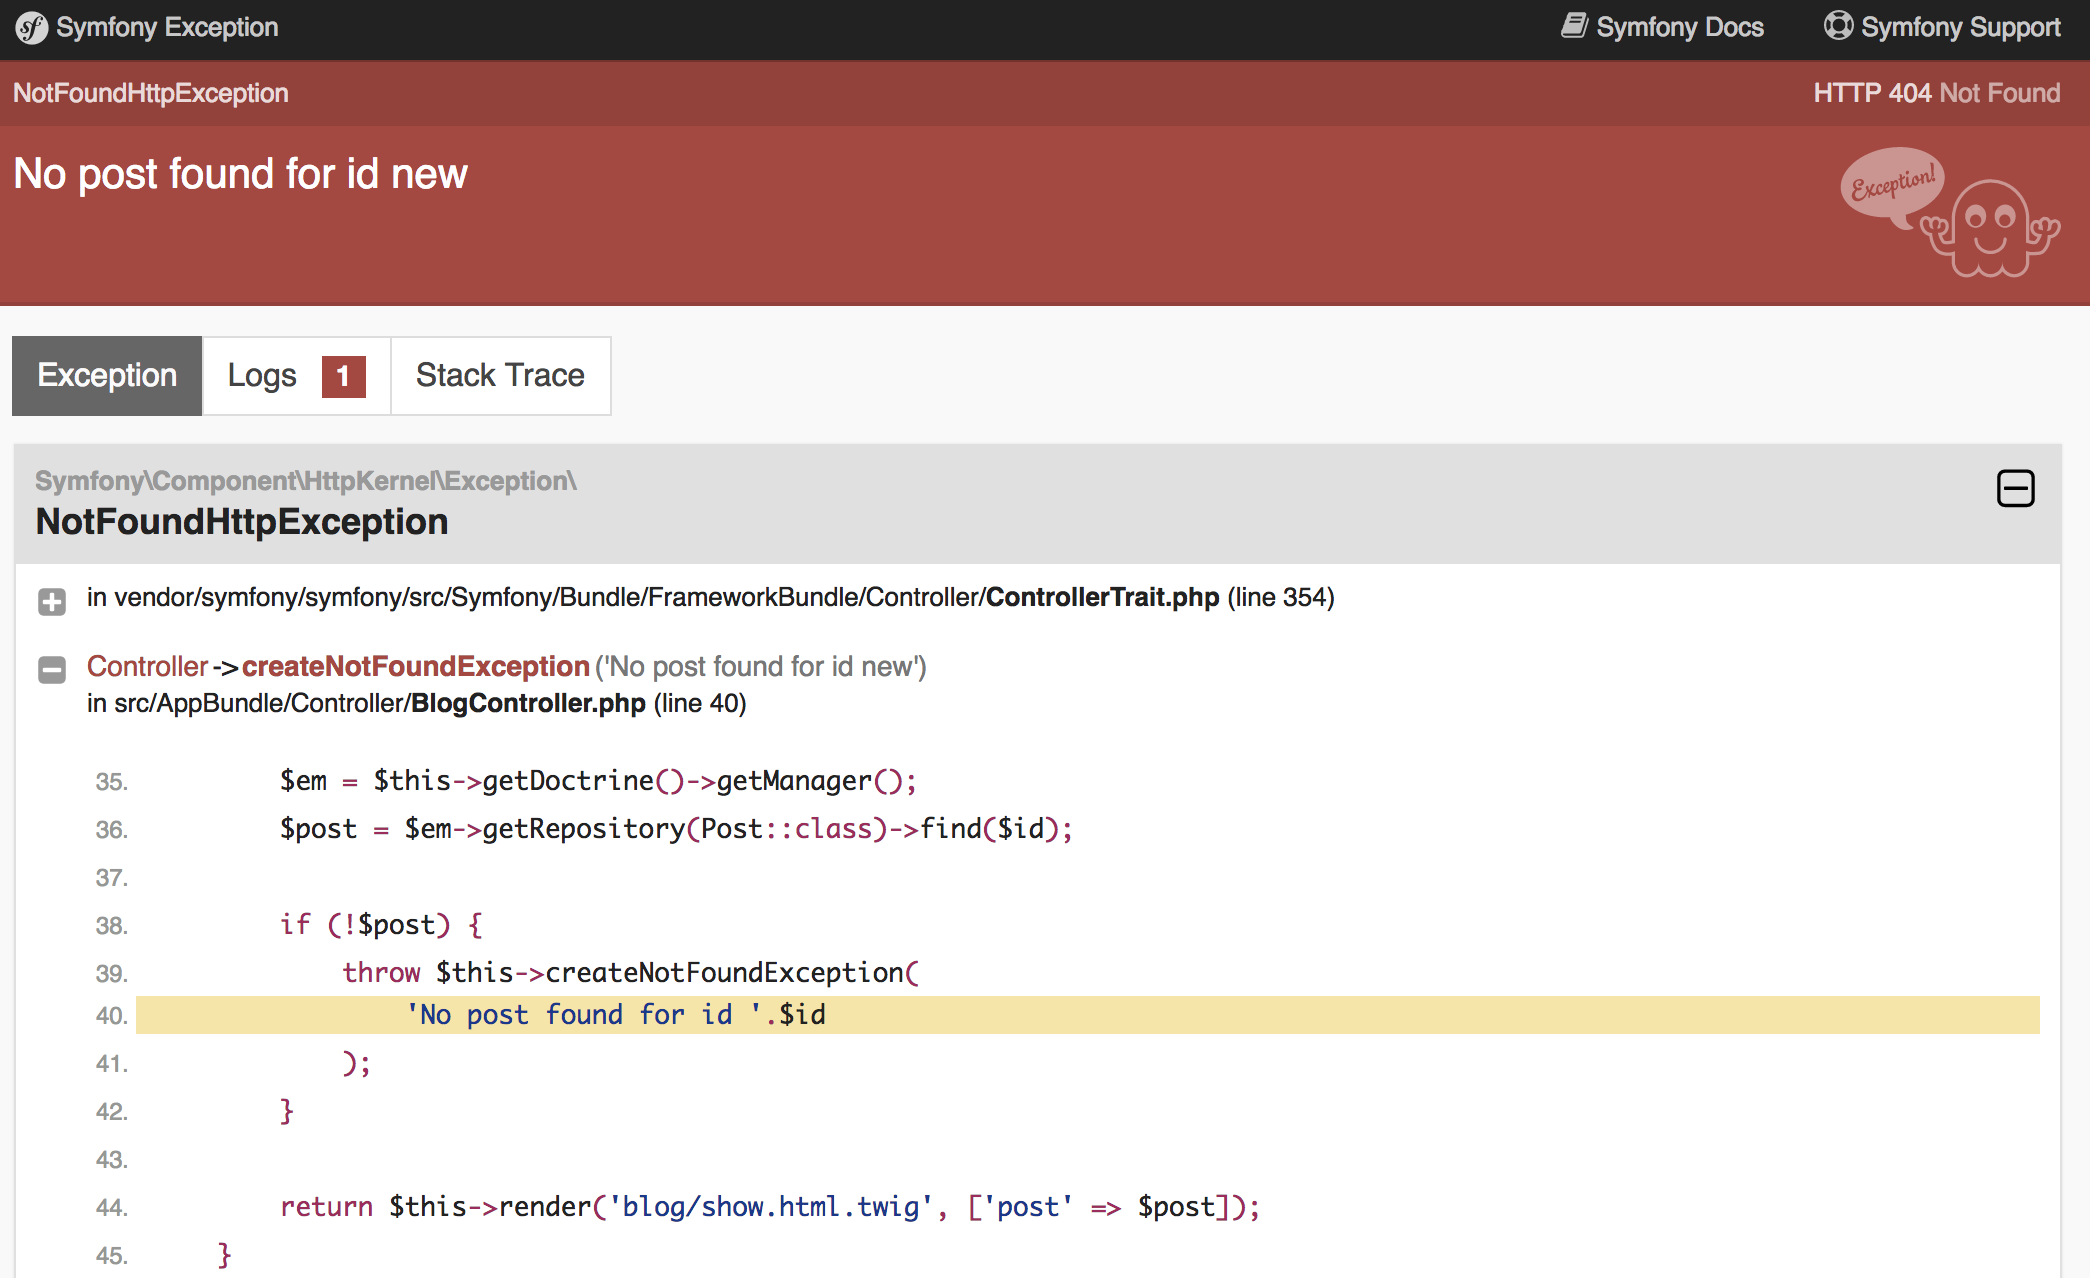 sf Symfony Exception Symfony Docs Symfony Support
NotFoundHttpException HTTP 404 Not Found
No post found for id new
Exception!
Exception Logs 1 Stack Trace
Symfony\Component\HttpKernel\Exception\
NotFoundHttpException
in vendor/symfony/symfony/src/Symfony/Bundle/FrameworkBundle/Controller/ControllerTrait.php (line 354)
Controller->createNotFoundException('No post found for id new')
in src/AppBundle/Controller/BlogController.php (line 40)
35. $em = $this->getDoctrine()->getManager();
36. $post = $em->getRepository(Post::class)->find($id);
37.
38. if (!$post) {
39. throw $this->createNotFoundException(
40. 'No post found for id '.$id
41. );
42. }
43.
44. return $this->render('blog/show.html.twig', ['post' => $post]);
45. }